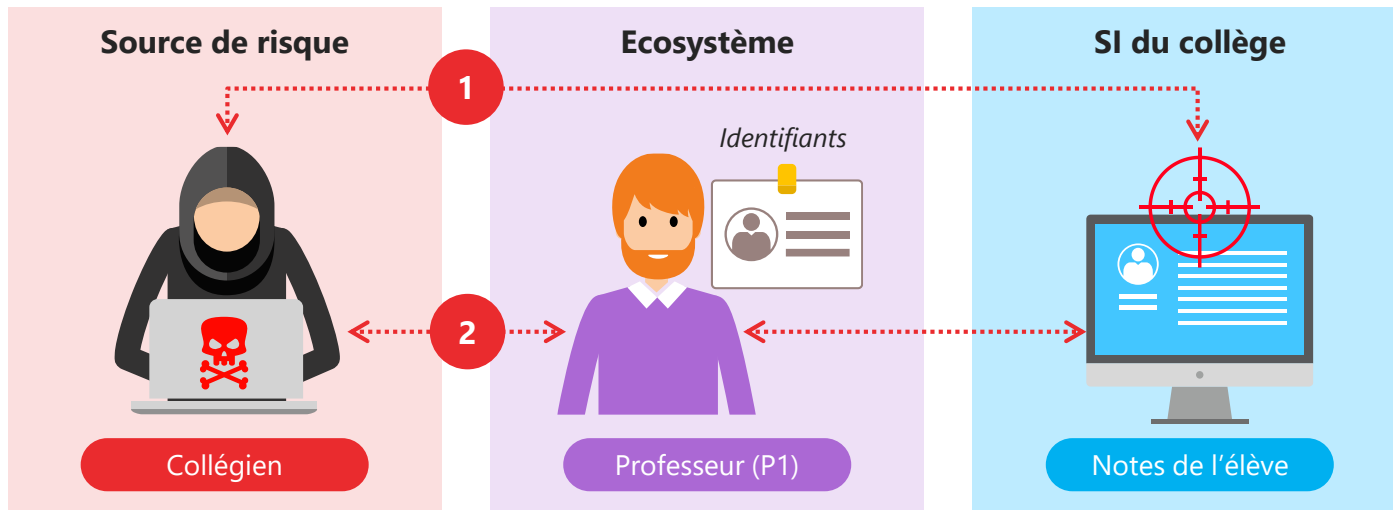 Source de risque
Ecosystème
SI du collège
1
Identifiants
2
Collégien
Professeur (P1)
Notes de l’élève